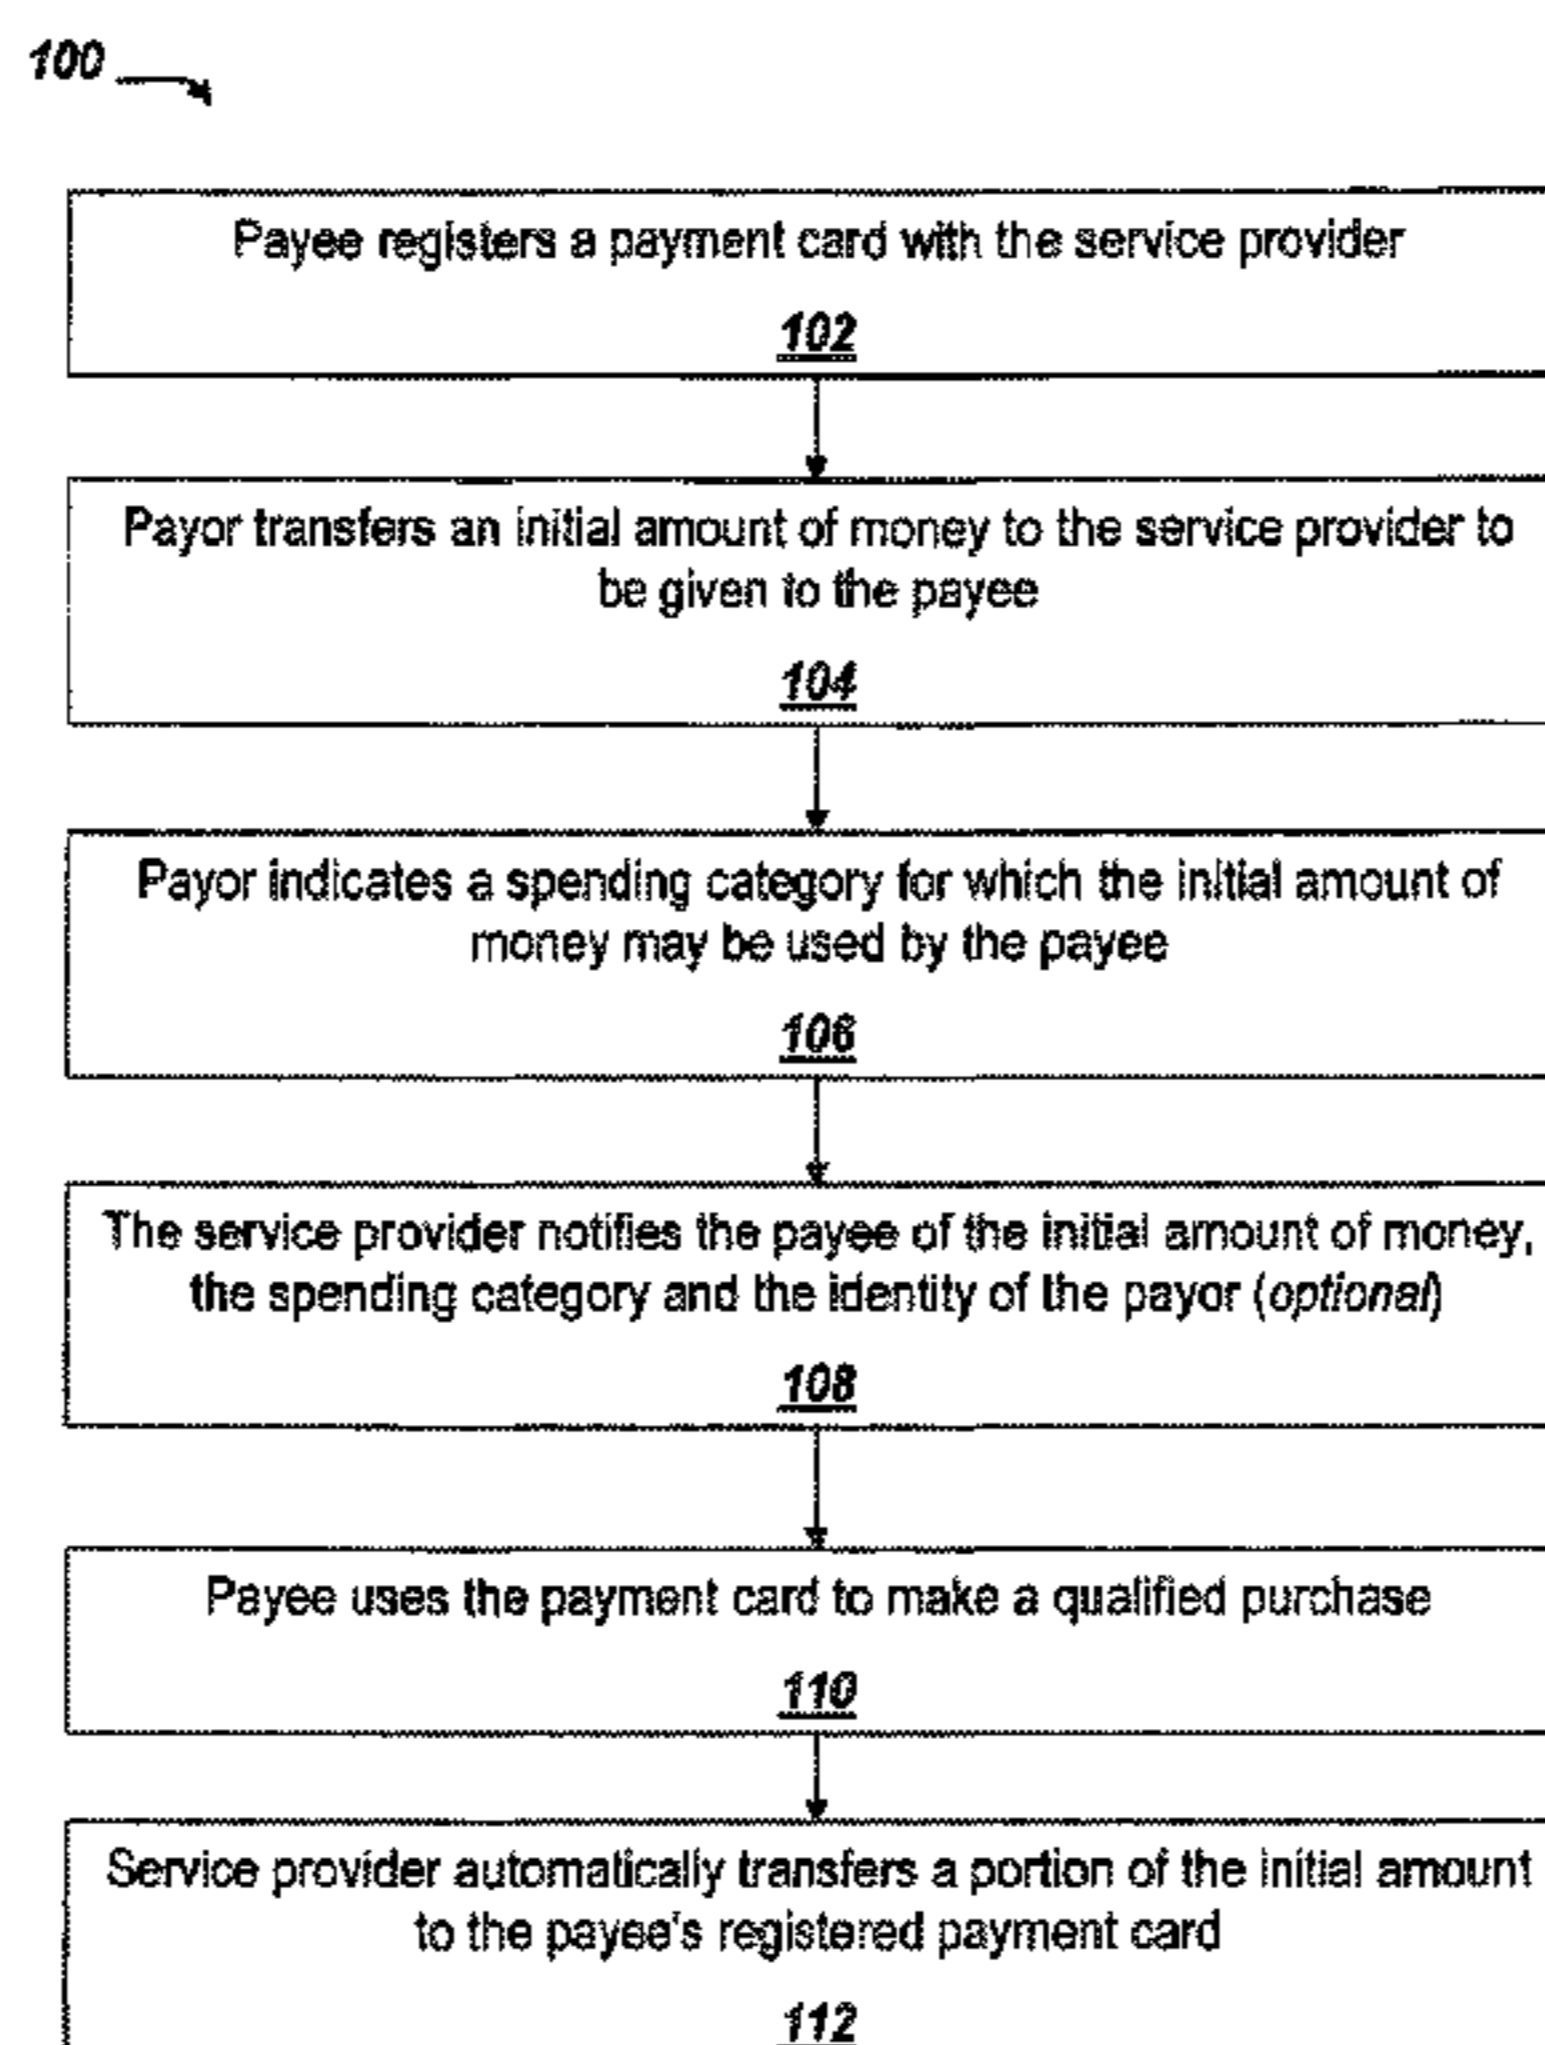 100
Payee registers a payment card with the service provider
102
Payor transfers an initial amount of money to the service provider to
be given to the payee
104
Payor indicates a spending category for which the initial amount of
money may be used by the payee
106
The service provider notifies the payee of the initial amount of money,
the spending category and the identity of the payor (optional)
108
Payee uses the payment card to make a qualified purchase
110
Service provider automatically transfers a portion of the initial amount
to the payee's registered payment card
112